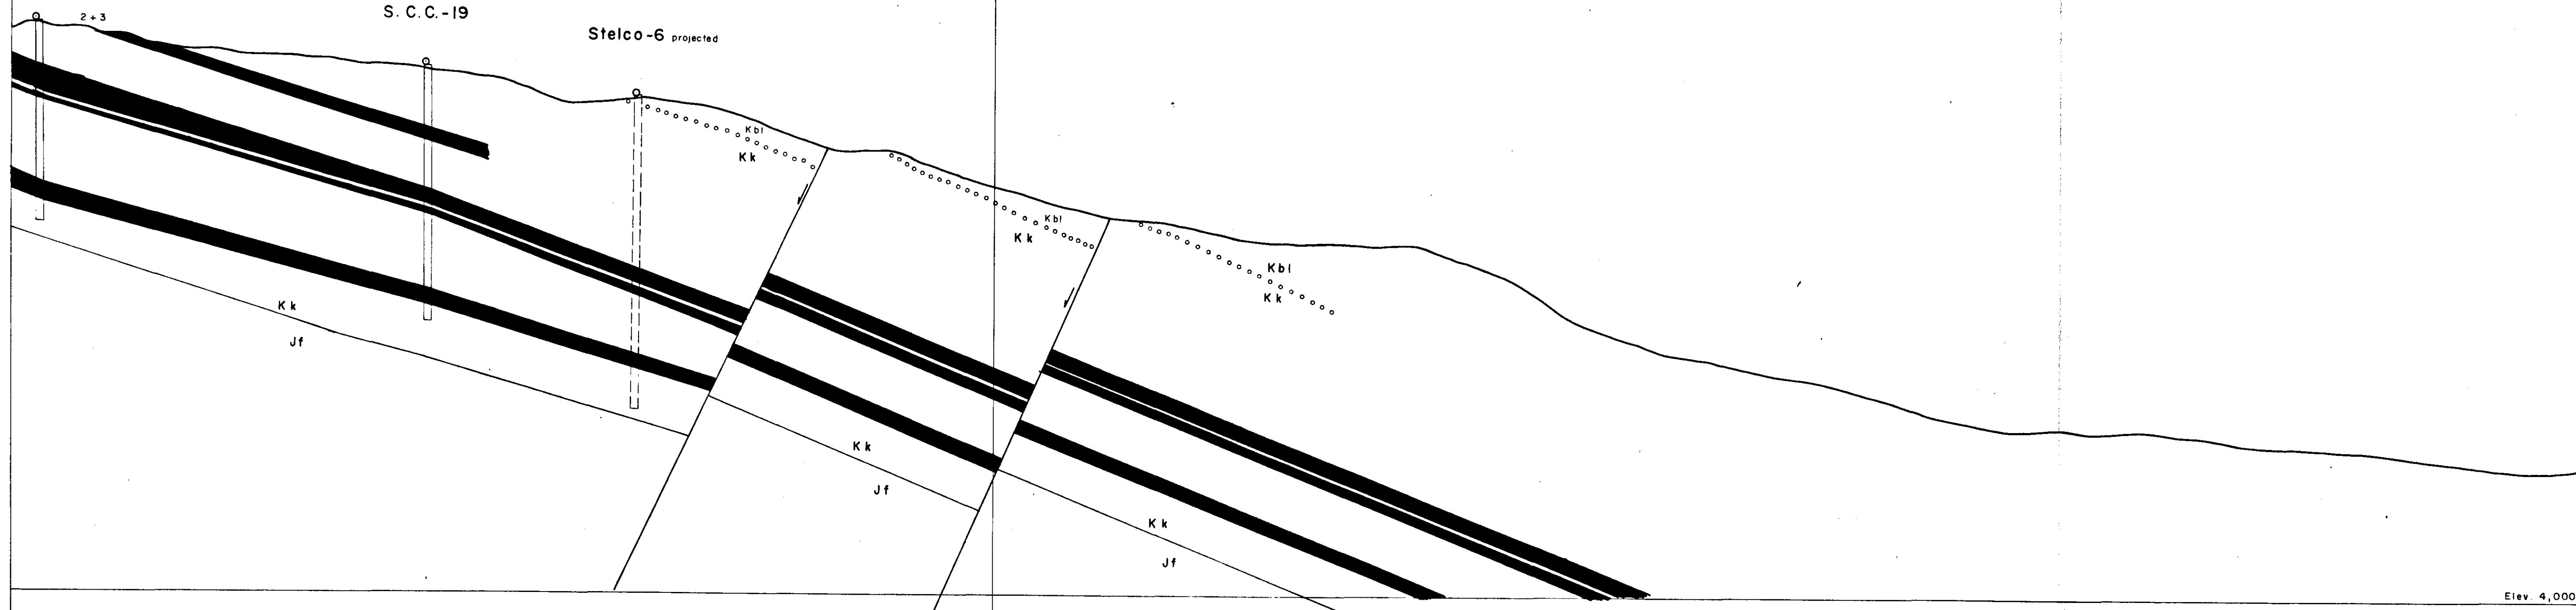 S. C. C. - 19
2 + 3
Stelco - 6 projected
Kbl
Kk
Kbl
Kk
Kbl
Kk
Kk
Jf
Kk
Jf
Kk
Jf
Elev. 4,000